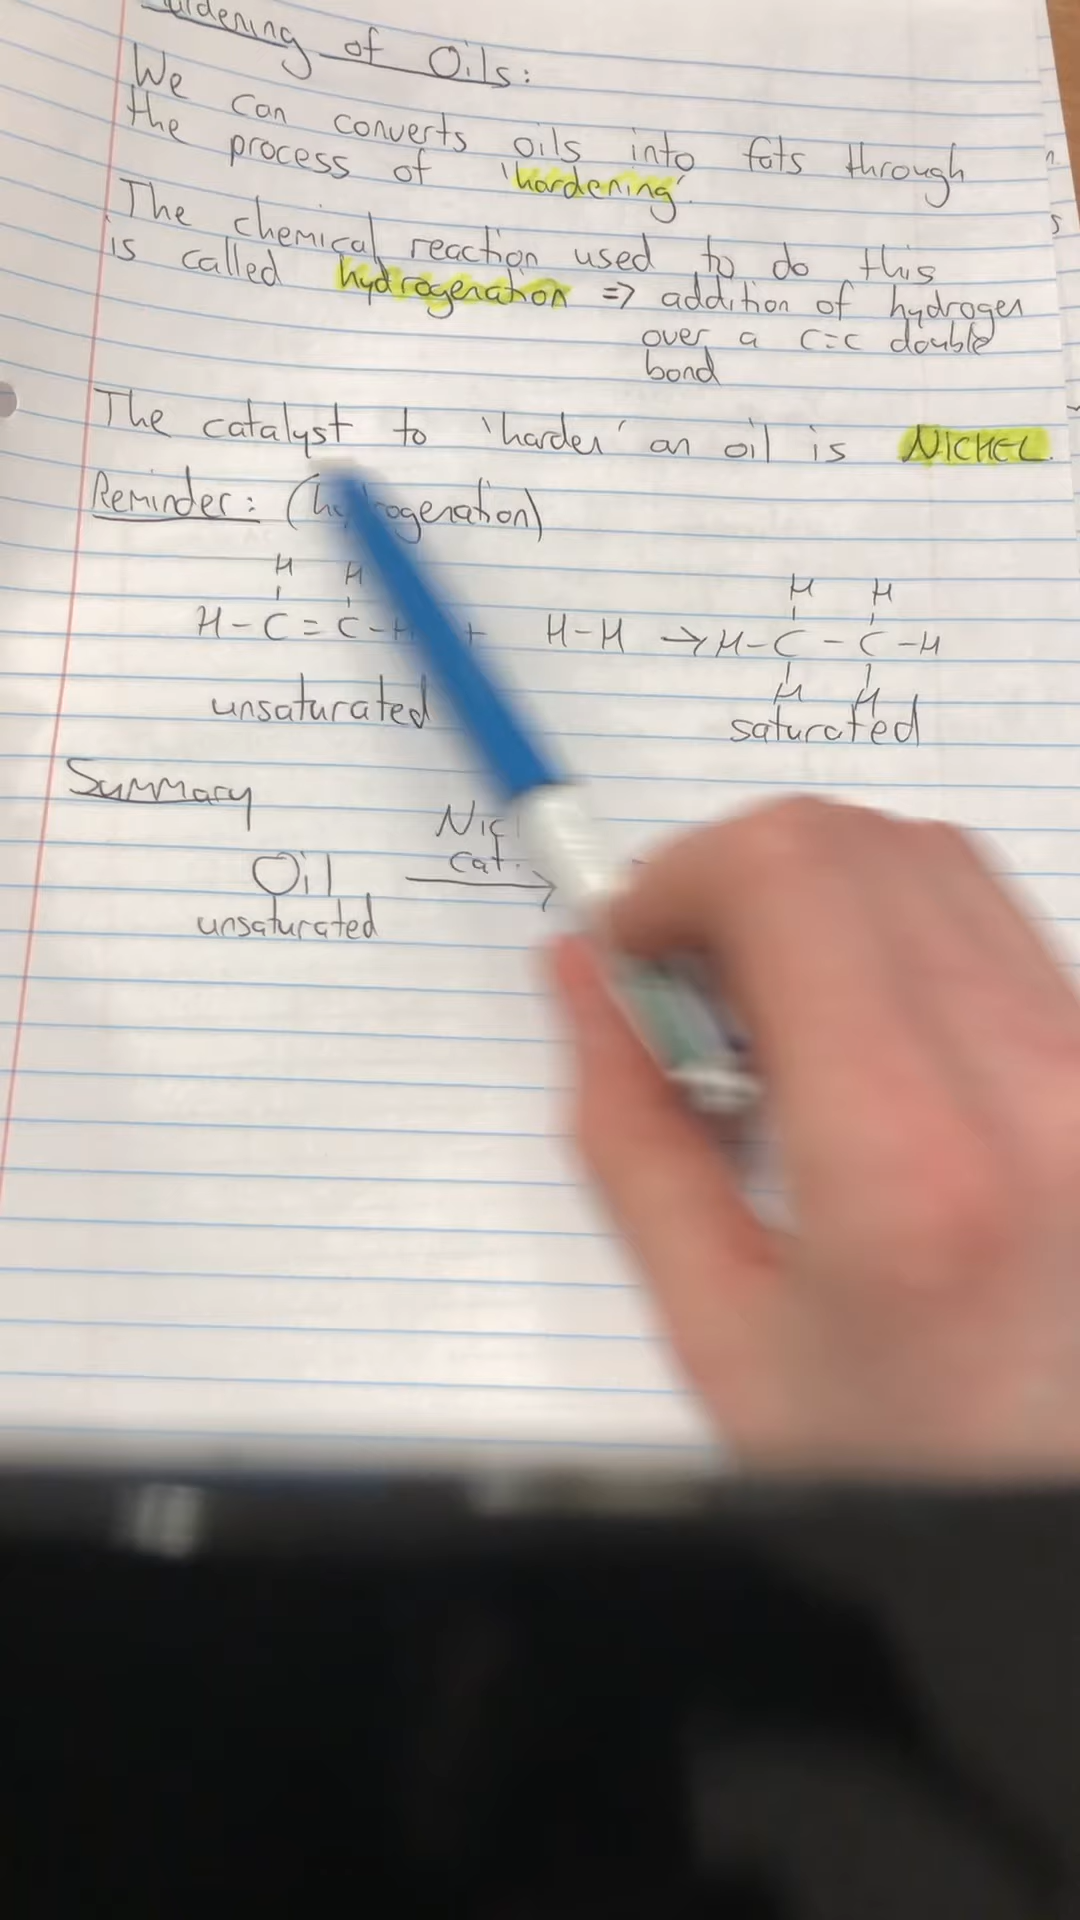 of Oils:
We can converts oils into fats through
the process of 'hardening'.
The chemical reaction used to do this
is called hydrogenation => addition of hydrogen
over a C=C double
bond
The catalyst to 'harden' an oil is NICKEL.
Reminder: (hydrogenation)
H H
H-C=C-H + H-H → H-C-C-H
H H
H H
unsaturated saturated
Summary
Cat.
Oil →
unsaturated